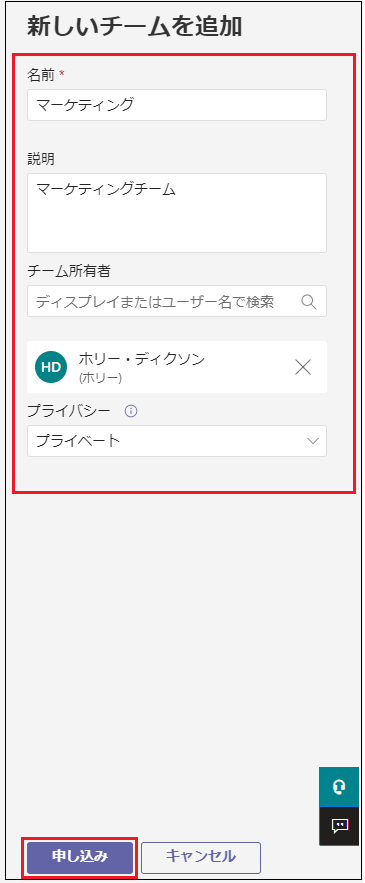 新しいチームを追加
名前 *
マーケティング
説明
マーケティングチーム
チーム所有者
ディスプレイまたはユーザー名で検索
HD
ホリー・ディクソン
(ホリー)
プライバシー
プライベート
申し込み
キャンセル